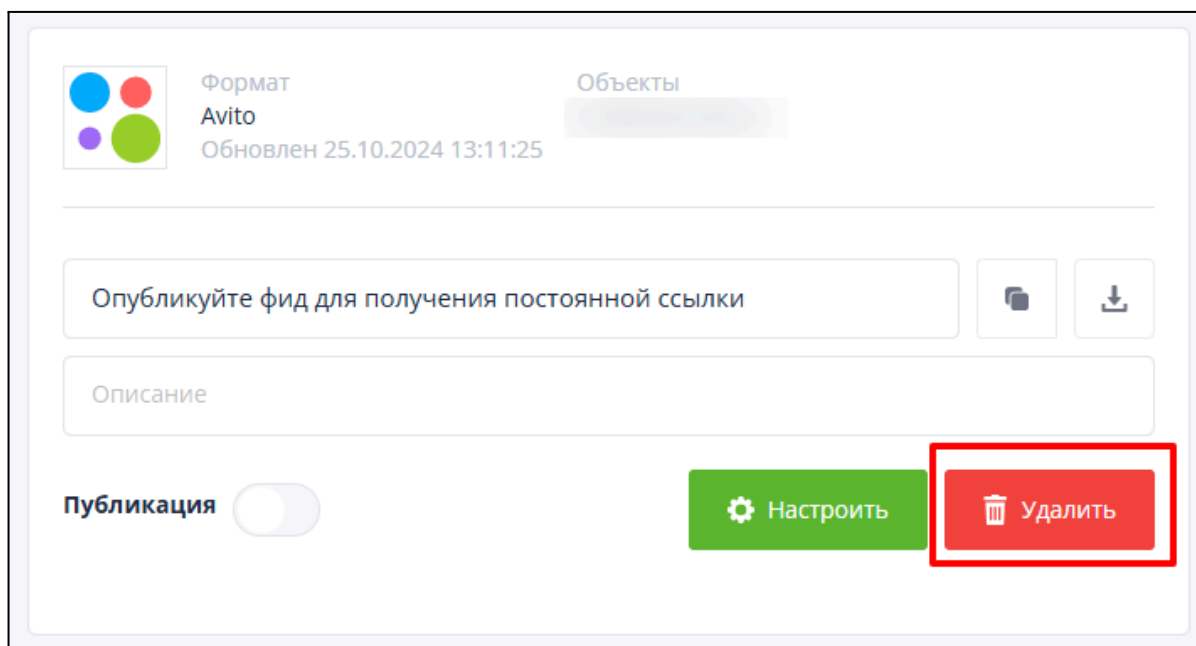 Формат
Объекты
Avito
Обновлен 25.10.2024 13:11:25
Опубликуйте фид для получения постоянной ссылки
Описание
Публикация
Настроить
Удалить